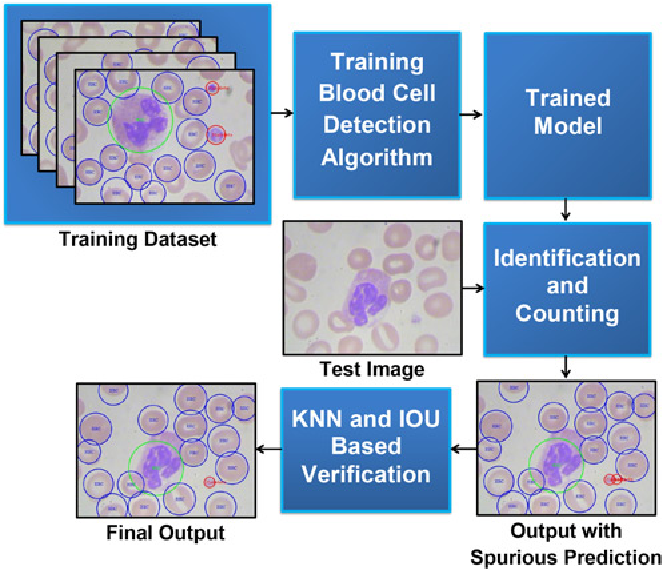 Training
Blood Cell
Detection
Algorithm
Trained
Model
Training Dataset
Identification
and
Counting
Test Image
KNN and IOU
Based
Verification
Final Output
Output with
Spurious Prediction